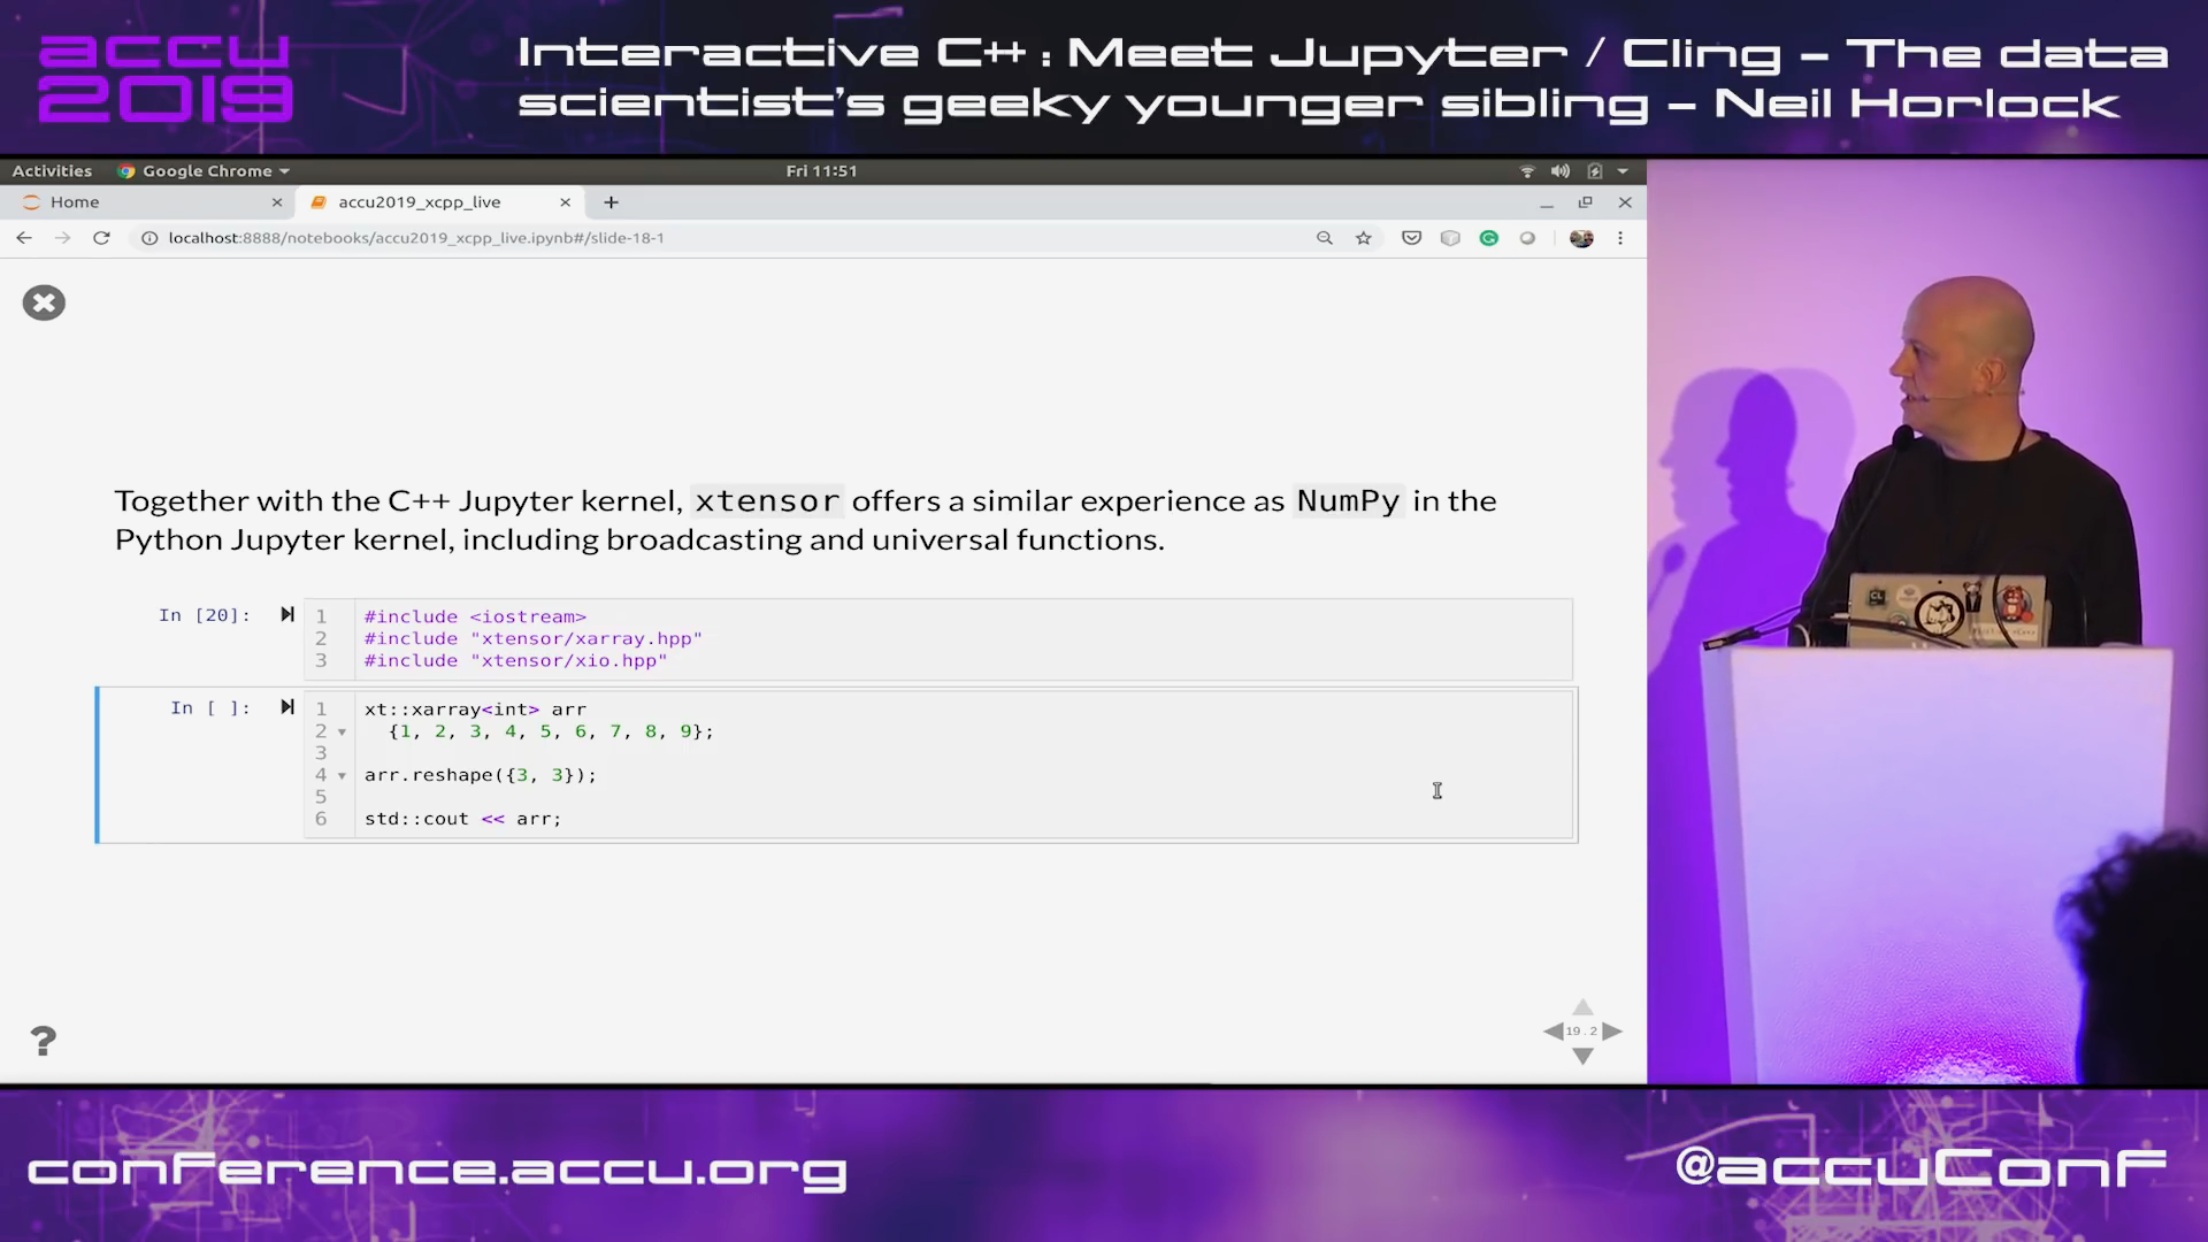 accu
2019
Interactive C++ : Meet Jupyter / Cling - The data
scientist's geeky younger sibling - Neil Horlock
Activities Google Chrome Fri 11:51
Home accu2019_xcpp_live
localhost:8888/notebooks/accu2019_xcpp_live.ipynb#/slide-18-1
Together with the C++ Jupyter kernel, xtensor offers a similar experience as NumPy in the
Python Jupyter kernel, including broadcasting and universal functions.
In [20]:
1 #include <iostream>
2 #include "xtensor/xarray.hpp"
3 #include "xtensor/xio.hpp"
In [ ]:
1 xt::xarray<int> arr
2 {1, 2, 3, 4, 5, 6, 7, 8, 9};
3
4 arr.reshape({3, 3});
5
6 std::cout << arr;
19.2
?
conference.accu.org
@accuConf